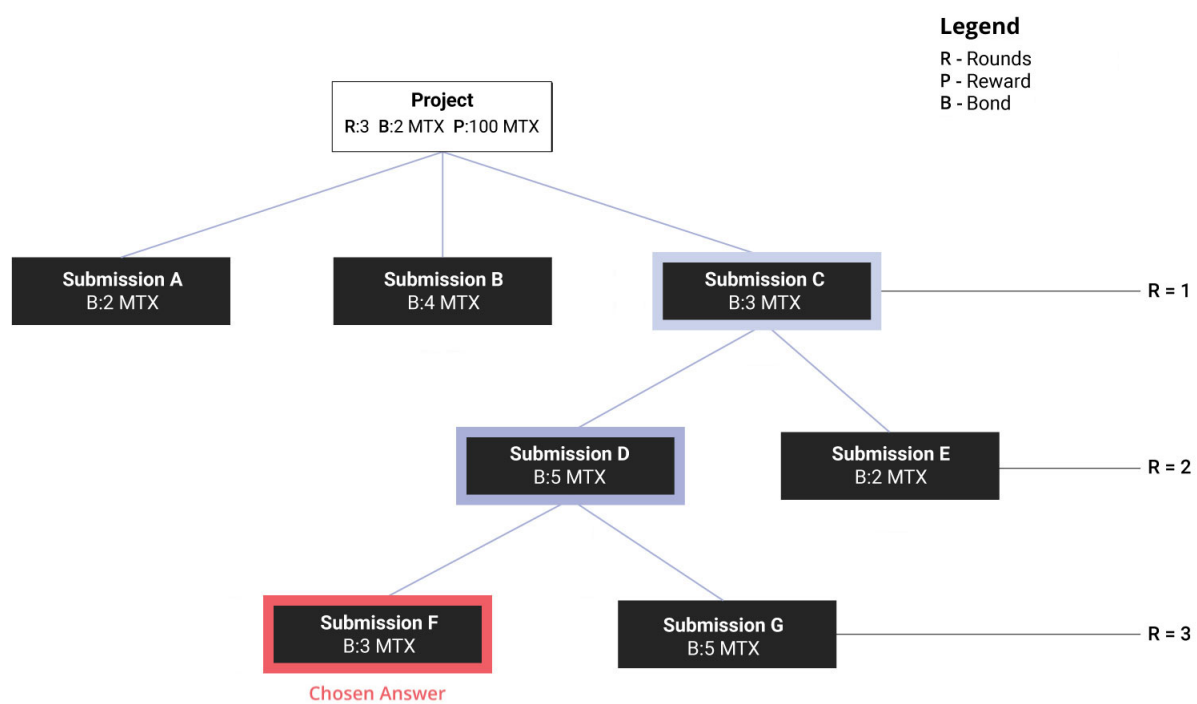 Legend
R - Rounds
P - Reward
B - Bond
Project
R:3 B:2 MTX P:100 MTX
Submission A
B:2 MTX
Submission B
B:4 MTX
Submission C
B:3 MTX
R = 1
Submission D
B:5 MTX
Submission E
B:2 MTX
R = 2
Submission F
B:3 MTX
Chosen Answer
Submission G
B:5 MTX
R = 3